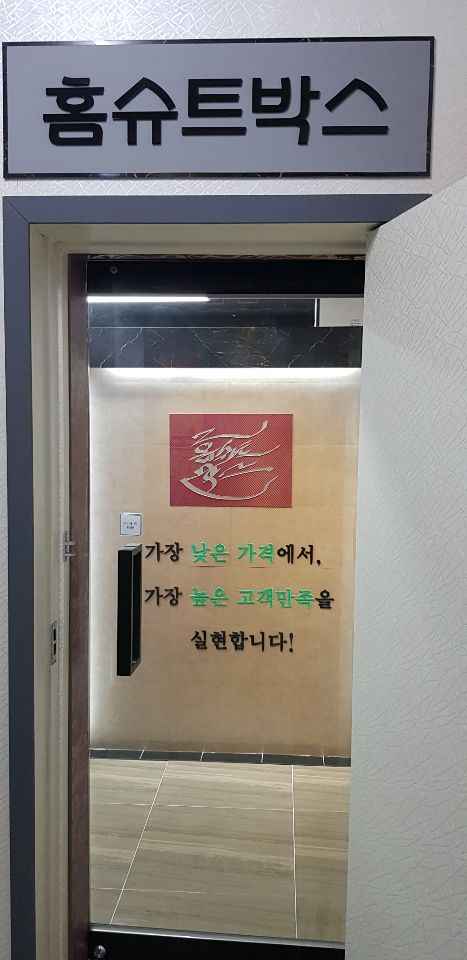 홈슈트박스
가장 낮은 가격에서,
가장 높은 고객만족을
실현합니다!